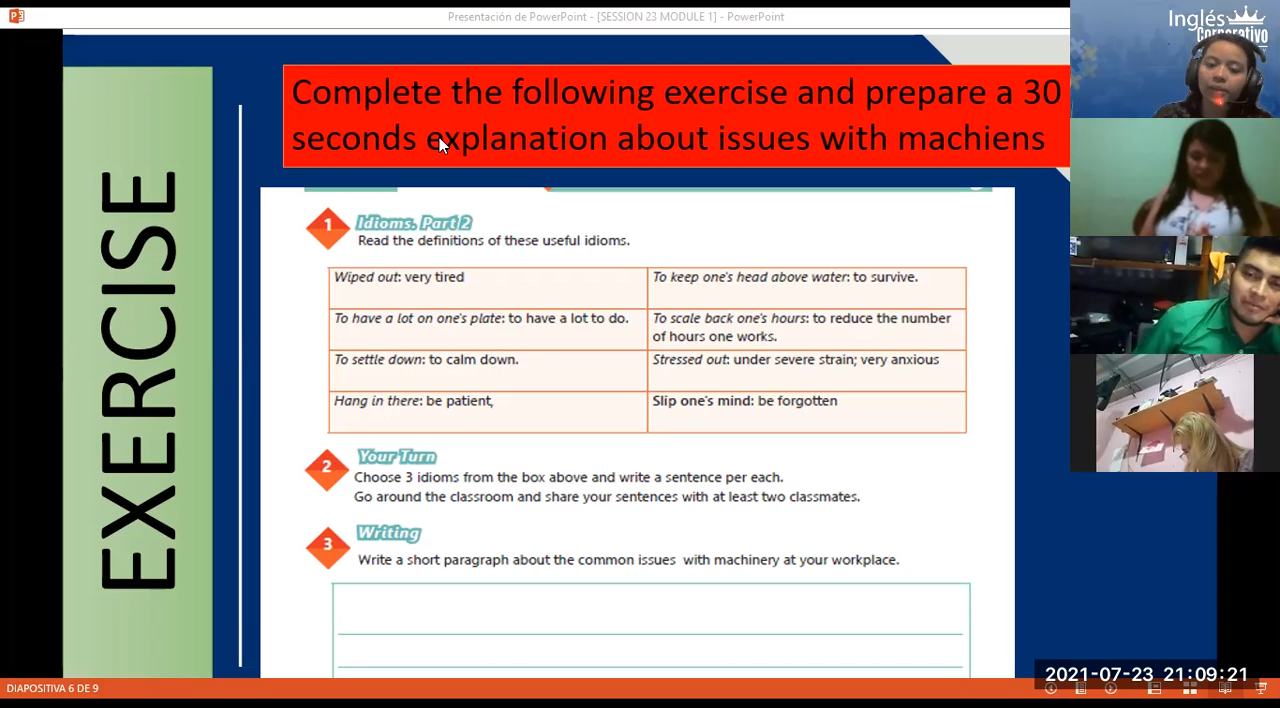 Presentación de PowerPoint - [SESSION 23 MODULE 1] - PowerPoint
Inglés
Corporativo
EXERCISE
Complete the following exercise and prepare a 30
seconds explanation about issues with machiens
1 Idioms. Part 2
Read the definitions of these useful idioms.
Wiped out: very tired
To keep one's head above water: to survive.
To have a lot on one's plate: to have a lot to do.
To scale back one's hours: to reduce the number
of hours one works.
To settle down: to calm down.
Stressed out: under severe strain; very anxious
Hang in there: be patient,
Slip one's mind: be forgotten
2 Your Turn
Choose 3 idioms from the box above and write a sentence per each.
Go around the classroom and share your sentences with at least two classmates.
3 Writing
Write a short paragraph about the common issues with machinery at your workplace.
2021-07-23 21:09:21
DIAPOSITIVA 6 DE 9